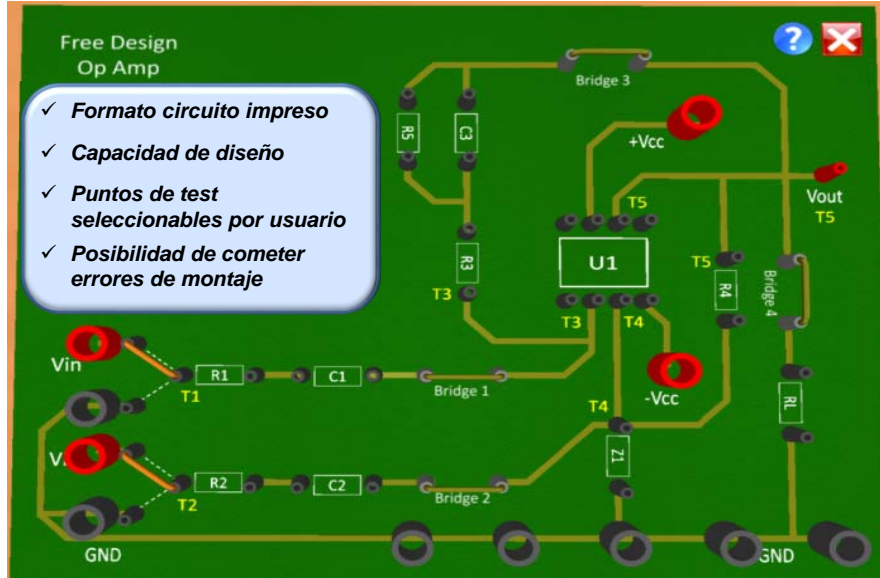 Free Design
Op Amp
?
✓ Formato circuito impreso
✓ Capacidad de diseño
✓ Puntos de test
seleccionables por usuario
✓ Posibilidad de cometer
errores de montaje
Bridge 3
R5
C3
+Vcc
T5
Vout
T5
U1
R3
T3
T5
R4
Bridge 4
T3
T4
Vin
R1
C1
T1
Bridge 1
-Vcc
RL
T4
Z1
R2
C2
T2
Bridge 2
GND
GND